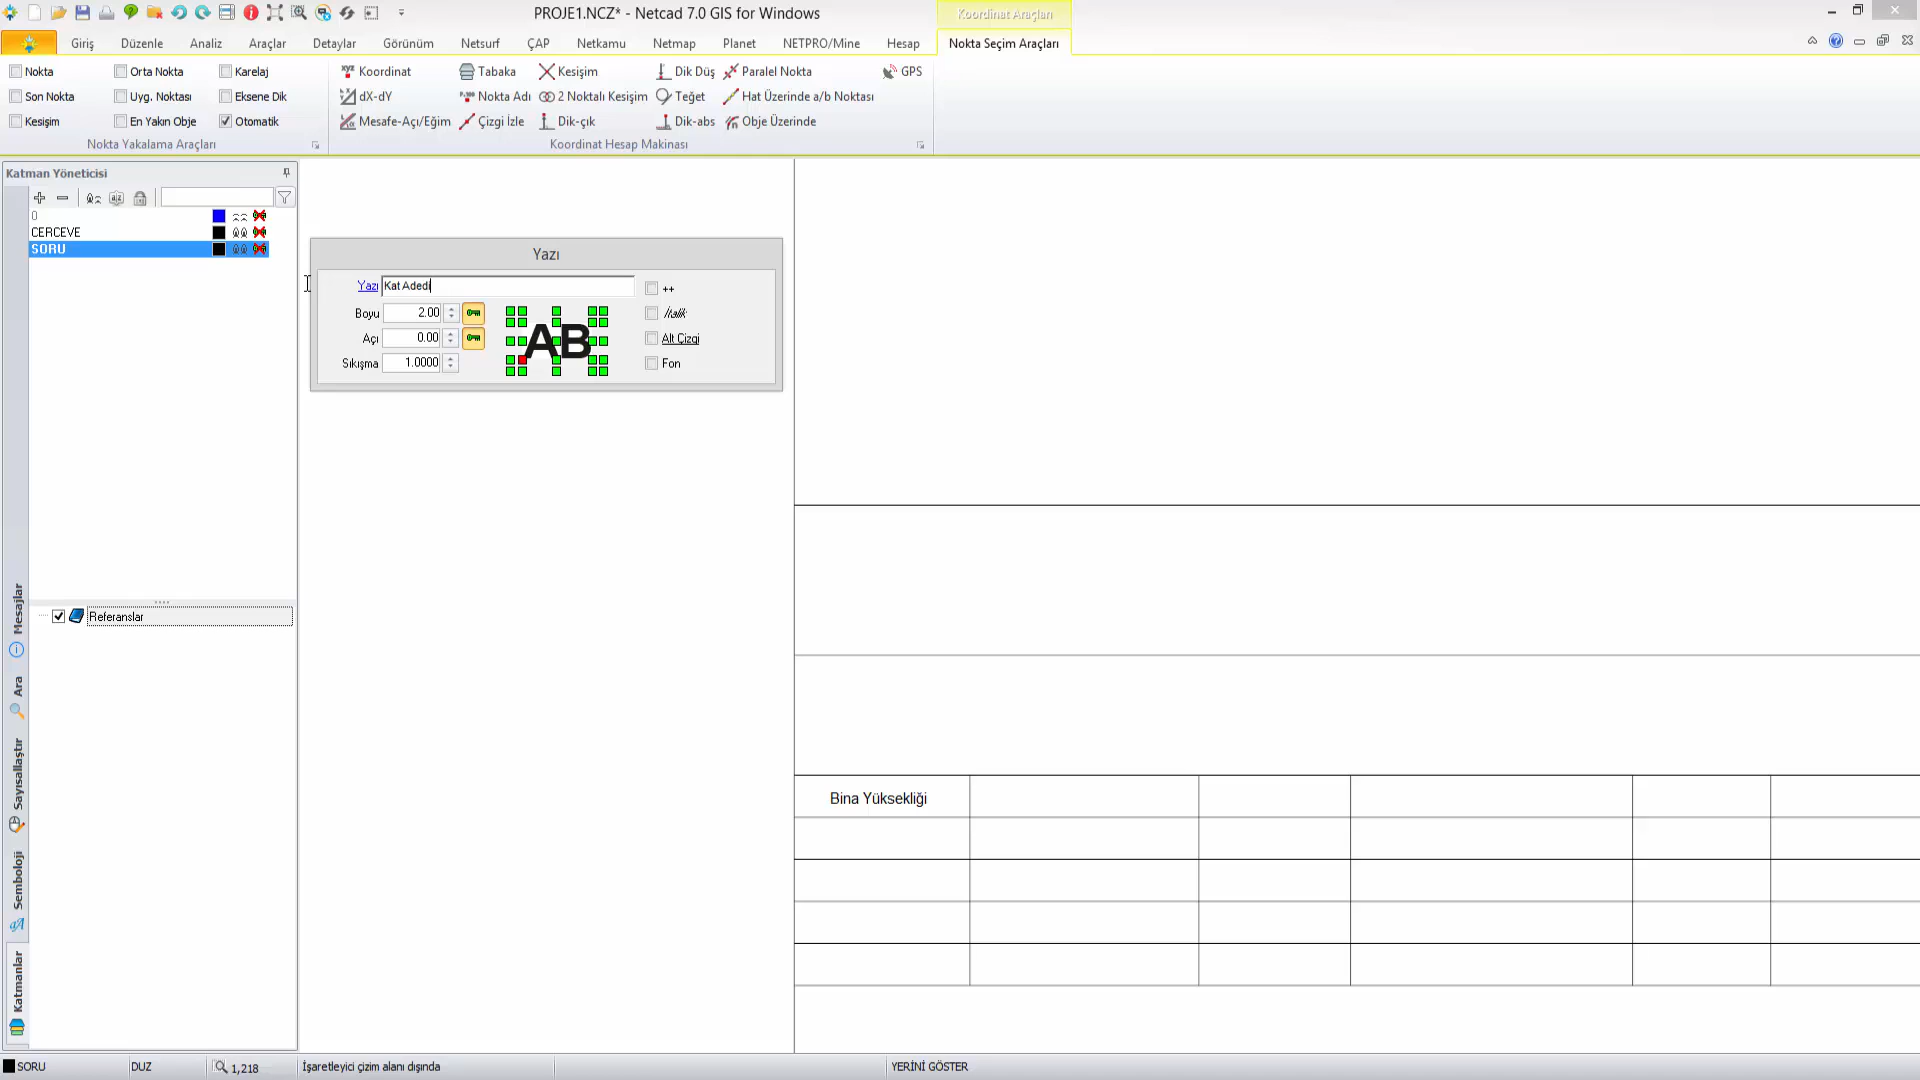 PROJE1.NCZ* - Netcad 7.0 GIS for Windows
Koordinat Araçları
Giriş Düzenle Analiz Araçlar Detaylar Görünüm Netsurf ÇAP Netkamu Netmap Planet NETPRO/Mine Hesap Nokta Seçim Araçları
Nokta Orta Nokta Karelaj Koordinat Tabaka Kesişim Dik Düş Paralel Nokta GPS
Son Nokta Uyg. Noktası Eksene Dik dX-dY Nokta Adı 2 Noktalı Kesişim Teğet Hat Üzerinde a/b Noktası
Kesişim En Yakın Obje Otomatik Mesafe-Açı/Eğim Çizgi İzle Dik-çık Dik-abs Obje Üzerinde
Nokta Yakalama Araçları Koordinat Hesap Makinası
Katman Yöneticisi
0
CERCEVE
SORU
Yazı
Yazı Kat Adedi ++
Boyu 2.00 İtalik
Açı 0.00 AB Alt Çizgi
Sıkışma 1.0000 Fon
Referanslar
Mesajlar
Ara
Sayısallaştır
Semboloji
Katmanlar
Bina Yüksekliği
SORU DUZ 1,218 İşaretleyici çizim alanı dışında YERİNİ GÖSTER